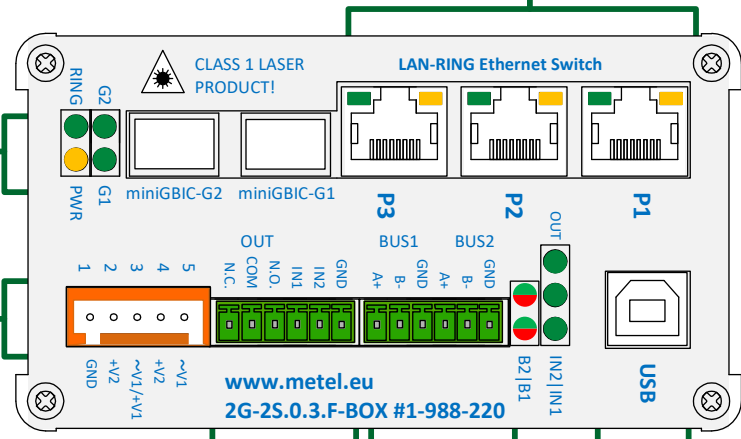 CLASS 1 LASER
PRODUCT!
LAN-RING Ethernet Switch
RING
G2
PWR
G1
miniGBIC-G2
miniGBIC-G1
P3
P2
P1
OUT
BUS1
BUS2
OUT
1
2
3
4
5
N.C.
COM
N.O.
IN1
IN2
GND
A+
B-
GND
A+
B-
GND
GND
+V2
~V1/+V1
+V2
~V1
B2|B1
IN2|IN1
USB
www.metel.eu
2G-2S.0.3.F-BOX #1-988-220